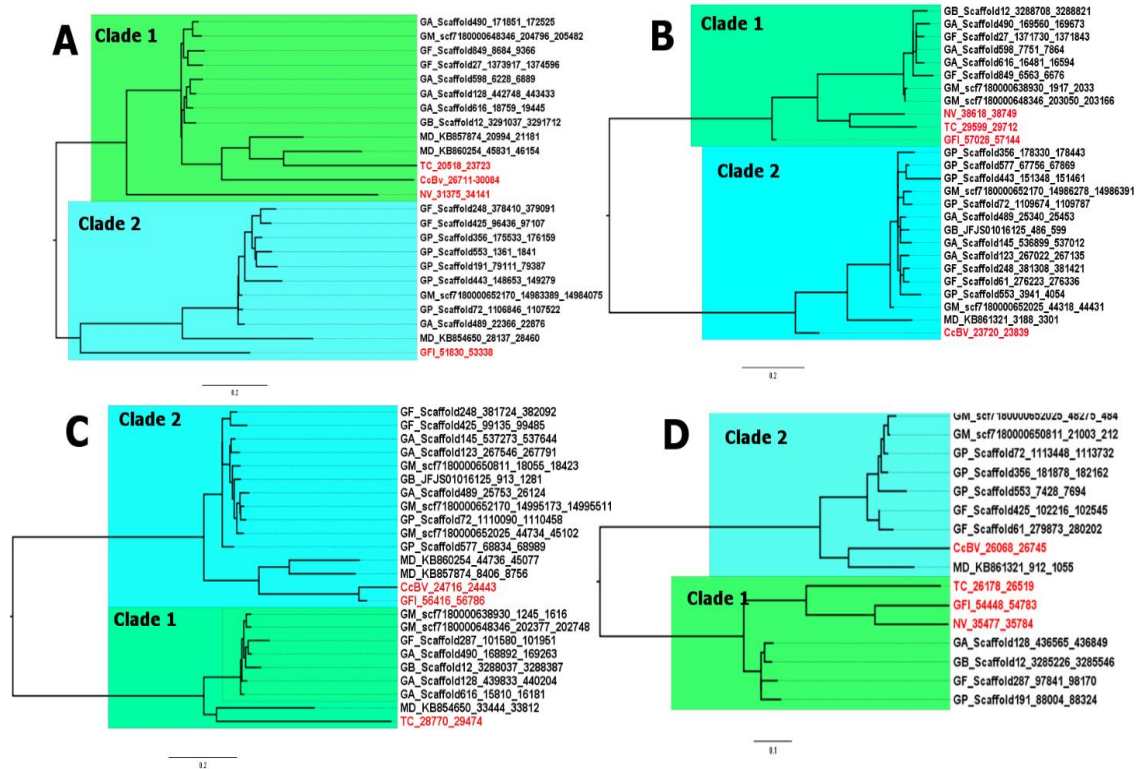 A
Clade 1
GA_Scaffold490_171851_172525
GM_scf7180000648346_204796_205482
GF_Scaffold849_8684_9366
GF_Scaffold27_1373917_1374596
GA_Scaffold598_6228_6889
GA_Scaffold128_442748_443433
GA_Scaffold616_18759_19445
GB_Scaffold12_3291037_3291712
MD_KB857874_20994_21181
MD_KB860254_45831_46154
TC_20518_23723
CcBv_26711-30084
NV_31375_34141
Clade 2
GF_Scaffold248_378410_379091
GF_Scaffold425_96436_97107
GP_Scaffold356_175533_176159
GP_Scaffold553_1361_1841
GP_Scaffold191_79111_79387
GP_Scaffold443_148653_149279
GM_scf7180000652170_14983389_14984075
GP_Scaffold72_1106846_1107522
GA_Scaffold489_22366_22876
MD_KB854650_28137_28460
GFI_51830_53338
0.2
B
Clade 1
GB_Scaffold12_3288708_3288821
GA_Scaffold490_169560_169673
GF_Scaffold27_1371730_1371843
GA_Scaffold598_7751_7864
GA_Scaffold616_16481_16594
GF_Scaffold849_6563_6676
GM_scf7180000638930_1917_2033
GM_scf7180000648346_203050_203166
NV_38618_38749
TC_29599_29712
GFI_57028_57144
Clade 2
GP_Scaffold356_178330_178443
GP_Scaffold577_67756_67869
GP_Scaffold443_151348_151461
GM_scf7180000652170_14986278_14986391
GP_Scaffold72_1109674_1109787
GA_Scaffold489_25340_25453
GB_JFJS01016125_486_599
GA_Scaffold145_536899_537012
GA_Scaffold123_267022_267135
GF_Scaffold248_381308_381421
GF_Scaffold61_276223_276336
GP_Scaffold553_3941_4054
GM_scf7180000652025_44318_44431
MD_KB861321_3188_3301
CcBV_23720_23839
0.2
C
Clade 2
GF_Scaffold248_381724_382092
GF_Scaffold425_99135_99485
GA_Scaffold145_537273_537644
GA_Scaffold123_267546_267791
GM_scf7180000650811_18055_18423
GB_JFJS01016125_913_1281
GA_Scaffold489_25753_26124
GM_scf7180000652170_14995173_14995511
GP_Scaffold72_1110090_1110458
GM_scf7180000652025_44734_45102
GP_Scaffold577_68834_68989
MD_KB860254_44736_45077
MD_KB857874_8406_8756
CcBV_24716_24443
GFI_56416_56786
Clade 1
GM_scf7180000638930_1245_1616
GM_scf7180000648346_202377_202748
GF_Scaffold287_101580_101951
GA_Scaffold490_168892_169263
GB_Scaffold12_3288037_3288387
GA_Scaffold128_439833_440204
GA_Scaffold616_15810_16181
MD_KB854650_33444_33812
TC_28770_29474
0.2
D
Clade 2
GM_scf7180000652025_48275_484
GM_scf7180000650811_21003_212
GP_Scaffold72_1113448_1113732
GP_Scaffold356_181878_182162
GP_Scaffold553_7428_7694
GF_Scaffold425_102216_102545
GF_Scaffold61_279873_280202
CcBV_26068_26745
MD_KB861321_912_1055
Clade 1
TC_26178_26519
GFI_54448_54783
NV_35477_35784
GA_Scaffold128_436565_436849
GB_Scaffold12_3285226_3285546
GF_Scaffold287_97841_98170
GP_Scaffold191_88004_88324
0.1